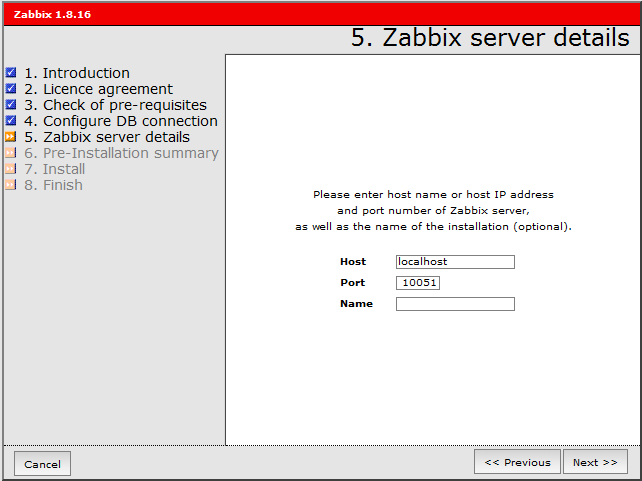 Zabbix 1.8.16
5. Zabbix server details
1. Introduction
2. Licence agreement
3. Check of pre-requisites
4. Configure DB connection
5. Zabbix server details
6. Pre-Installation summary
7. Install
8. Finish
Please enter host name or host IP address
and port number of Zabbix server,
as well as the name of the installation (optional).
Host localhost
Port 10051
Name
Cancel << Previous Next >>